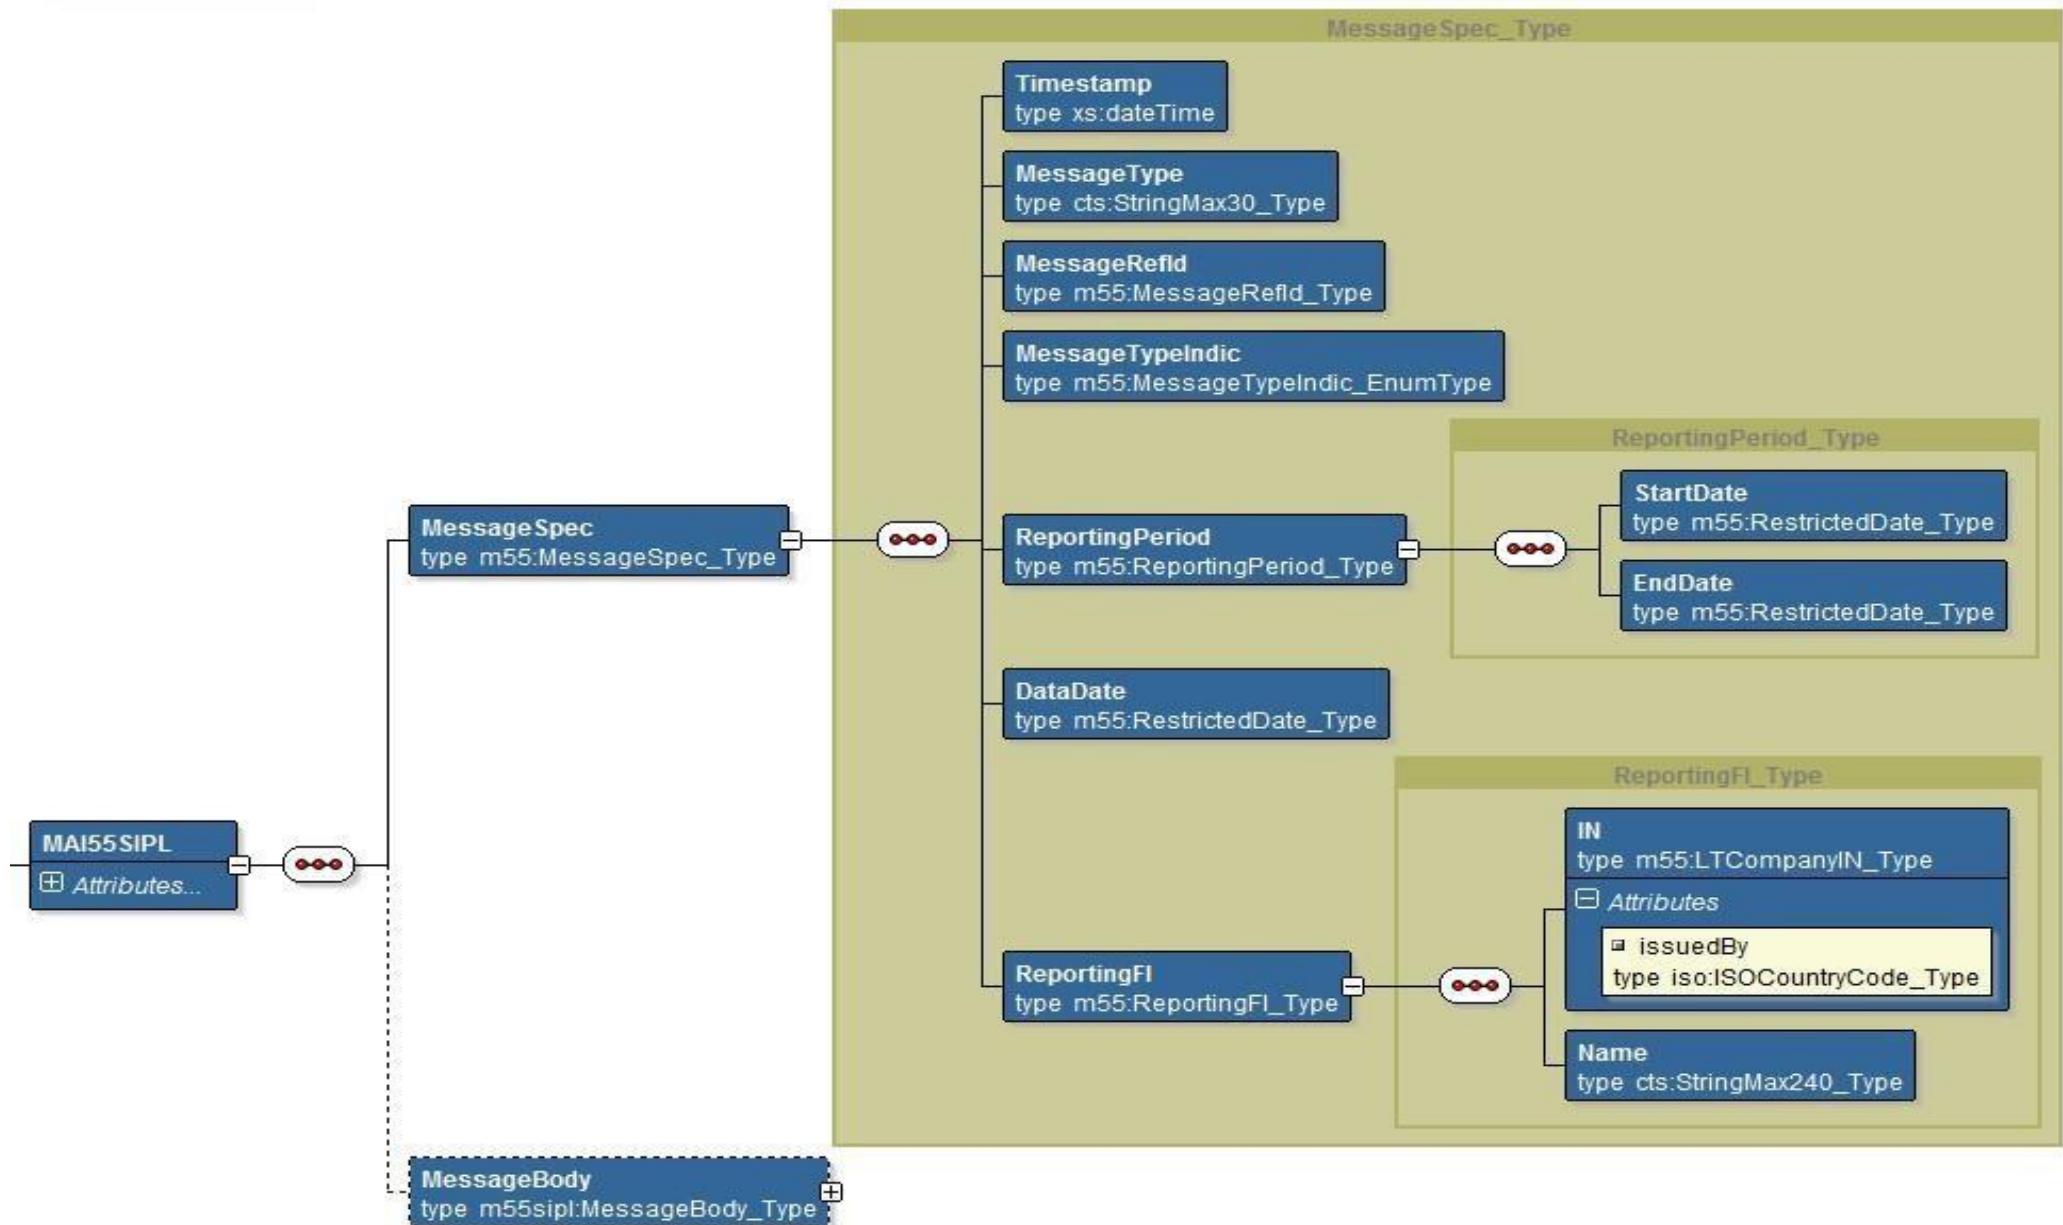 MessageSpec_Type
Timestamp
type xs:dateTime
MessageType
type cts:StringMax30_Type
MessageRefId
type m55:MessageRefId_Type
MessageTypeIndic
type m55:MessageTypeIndic_EnumType
ReportingPeriod_Type
StartDate
type m55:RestrictedDate_Type
MessageSpec
type m55:MessageSpec_Type
ReportingPeriod
type m55:ReportingPeriod_Type
EndDate
type m55:RestrictedDate_Type
DataDate
type m55:RestrictedDate_Type
ReportingFI_Type
IN
type m55:LTCompanyIN_Type
MAI55SIPL
Attributes...
Attributes
issuedBy
type iso:ISOCountryCode_Type
ReportingFI
type m55:ReportingFI_Type
Name
type cts:StringMax240_Type
MessageBody
type m55sipl:MessageBody_Type